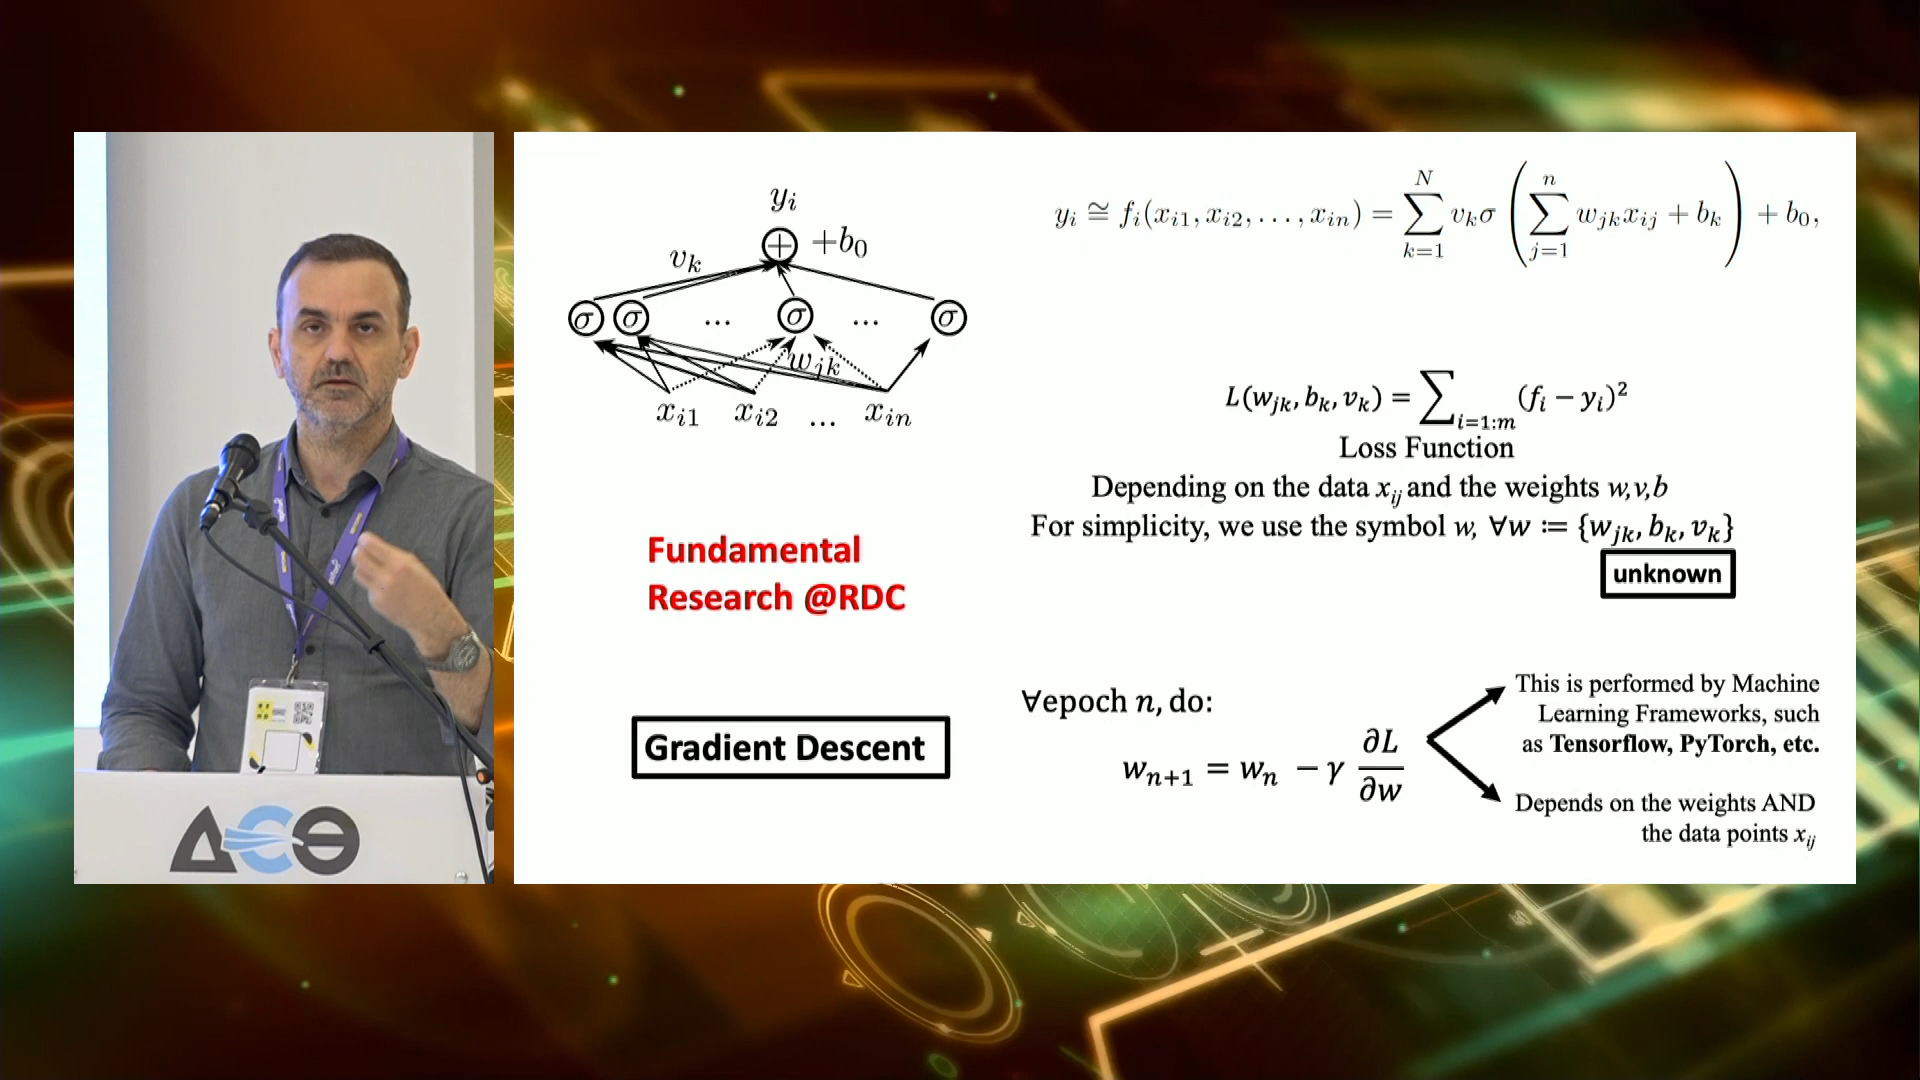 yᵢ
+b₀
vₖ
σ σ ... σ ... σ
wⱼₖ
xᵢ₁ xᵢ₂ ... xᵢₙ
yᵢ ≅ fᵢ(xᵢ₁, xᵢ₂, . . . , xᵢₙ) = ∑_{k=1}^{N} vₖσ ( ∑_{j=1}^{n} wⱼₖxᵢⱼ + bₖ ) + b₀,
L(wⱼₖ, bₖ, vₖ) = ∑_{i=1:m} (fᵢ − yᵢ)²
Loss Function
Depending on the data xᵢⱼ and the weights w,v,b
For simplicity, we use the symbol w, ∀w := {wⱼₖ, bₖ, vₖ}
unknown
Fundamental
Research @RDC
Gradient Descent
∀epoch n, do:
wₙ₊₁ = wₙ − γ ∂L/∂w
This is performed by Machine
Learning Frameworks, such
as Tensorflow, PyTorch, etc.
Depends on the weights AND
the data points xᵢⱼ